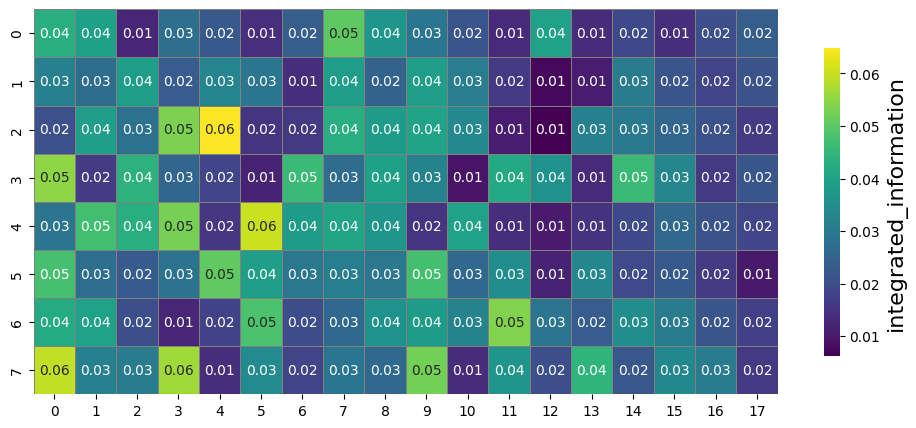 0 0.04 0.04 0.01 0.03 0.02 0.01 0.02 0.05 0.04 0.03 0.02 0.01 0.04 0.01 0.02 0.01 0.02 0.02
1 0.03 0.03 0.04 0.02 0.03 0.03 0.01 0.04 0.02 0.04 0.03 0.02 0.01 0.01 0.03 0.02 0.02 0.02
2 0.02 0.04 0.03 0.05 0.06 0.02 0.02 0.04 0.04 0.04 0.03 0.01 0.01 0.03 0.03 0.03 0.02 0.02
3 0.05 0.02 0.04 0.03 0.02 0.01 0.05 0.03 0.04 0.03 0.01 0.04 0.04 0.01 0.05 0.03 0.02 0.02
4 0.03 0.05 0.04 0.05 0.02 0.06 0.04 0.04 0.04 0.02 0.04 0.01 0.01 0.01 0.02 0.03 0.02 0.02
5 0.05 0.03 0.02 0.03 0.05 0.04 0.03 0.03 0.03 0.05 0.03 0.03 0.01 0.03 0.02 0.02 0.02 0.01
6 0.04 0.04 0.02 0.01 0.02 0.05 0.02 0.03 0.04 0.04 0.03 0.05 0.03 0.02 0.03 0.03 0.02 0.02
7 0.06 0.03 0.03 0.06 0.01 0.03 0.02 0.03 0.03 0.05 0.01 0.04 0.02 0.04 0.02 0.03 0.03 0.02
0 1 2 3 4 5 6 7 8 9 10 11 12 13 14 15 16 17
0.06
0.05
0.04
0.03
0.02
0.01
integrated_information